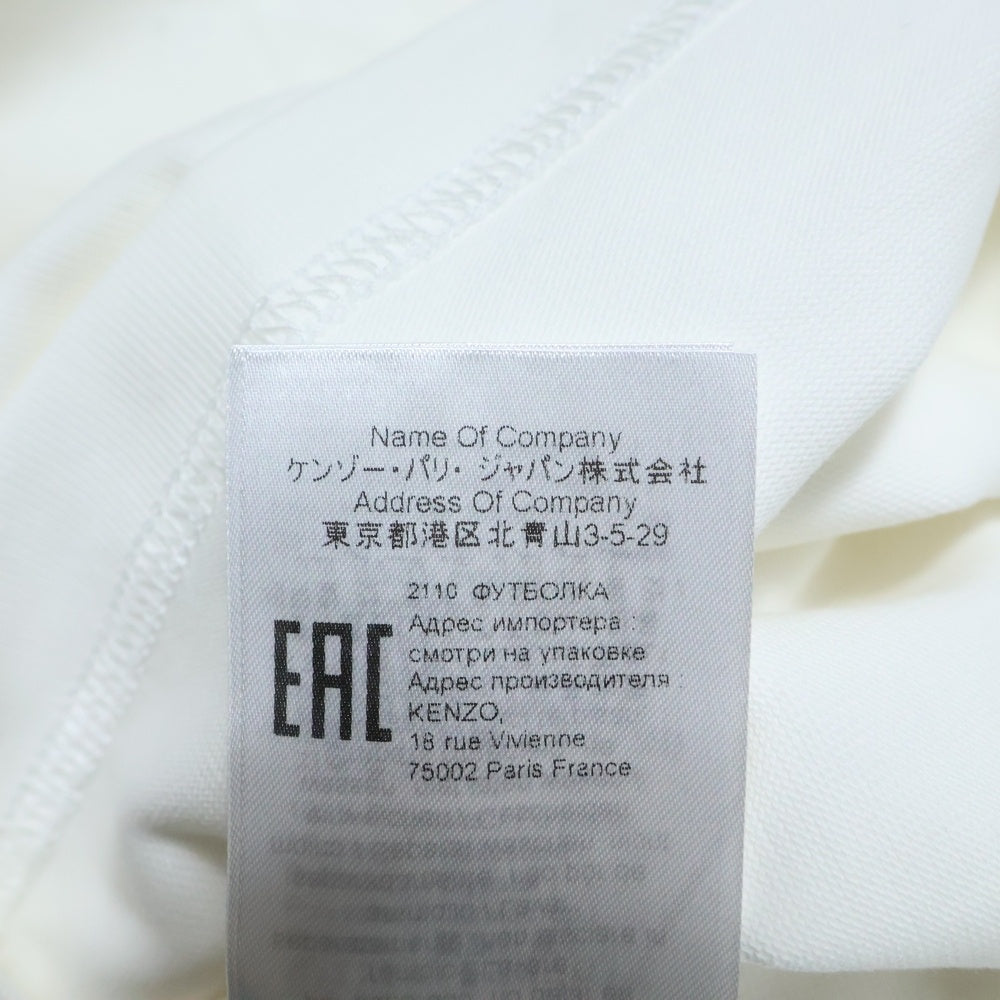 Name Of Company
ケンゾー・パリ・ジャパン株式会社
Address Of Company
東京都港区北青山3-5-29
2110 ФУТБОЛКА
EAC
Адрес импортера :
смотри на упаковке
Адрес производителя :
KENZO,
18 rue Vivienne
75002 Paris France